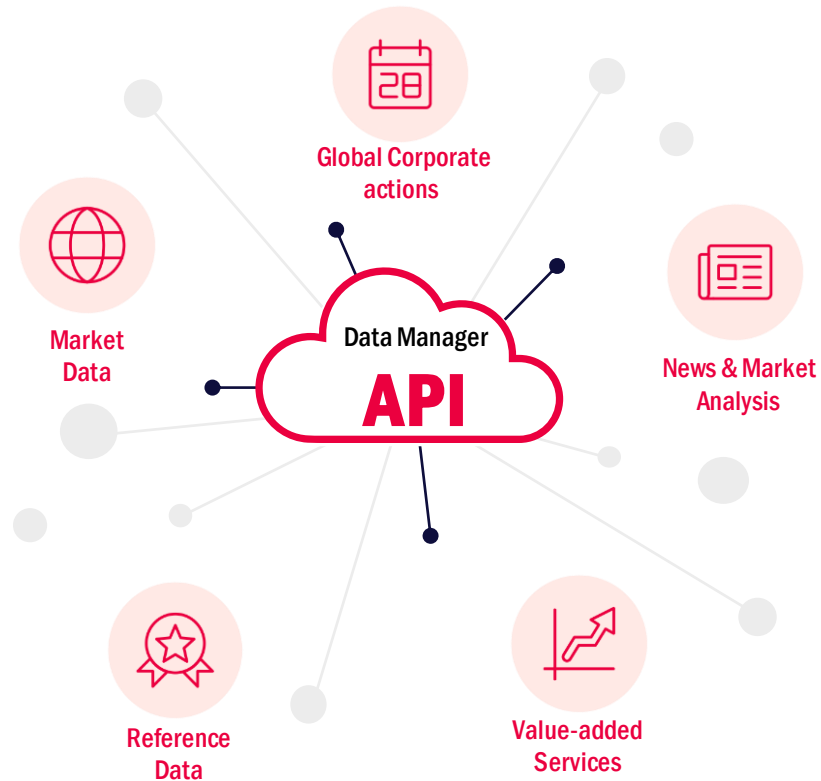 28
Global Corporate
actions
Market
Data
Data Manager
API
News & Market
Analysis
Reference
Data
Value-added
Services